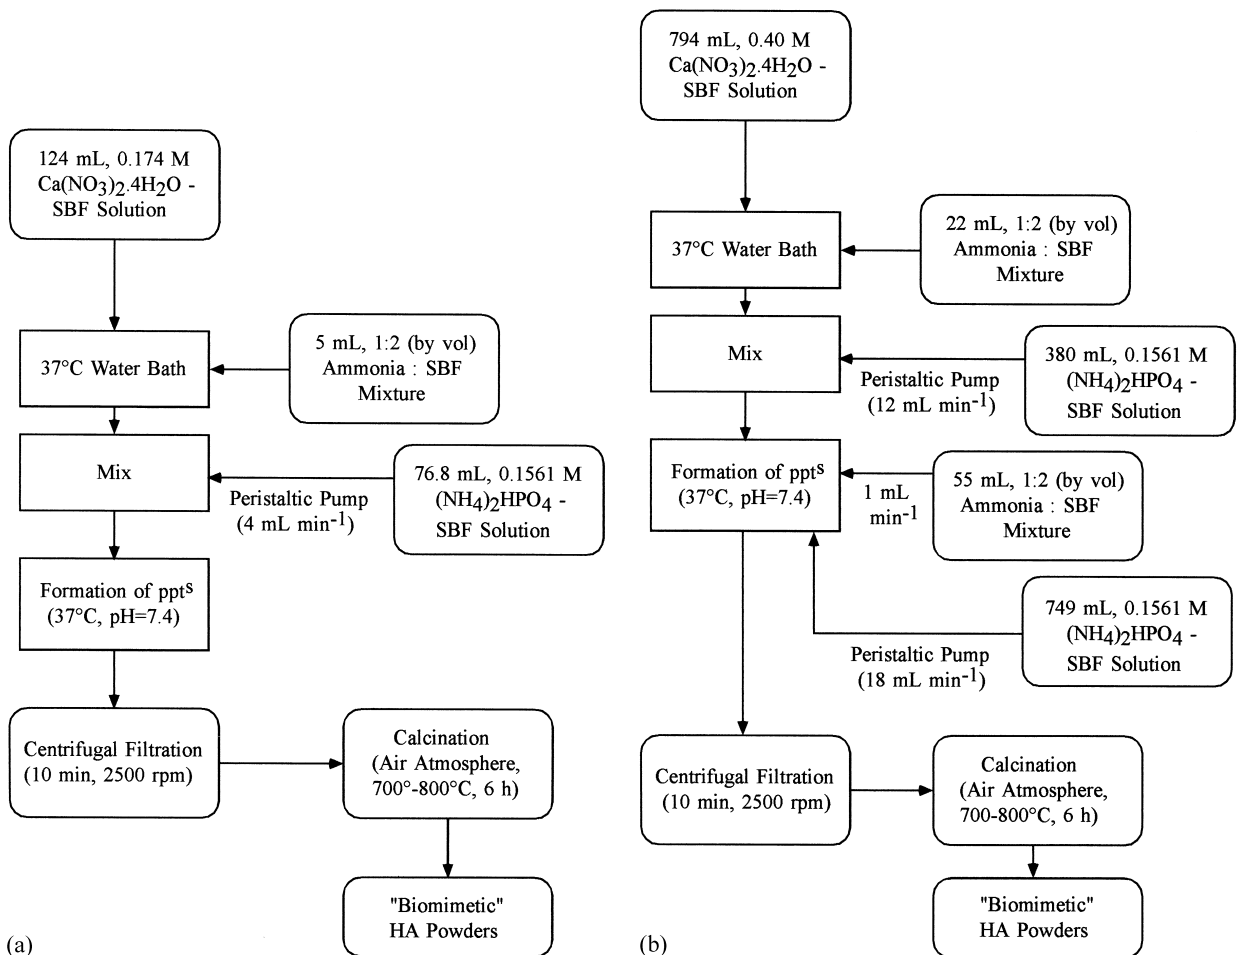 124 mL, 0.174 M
Ca(NO3)2.4H2O -
SBF Solution
37°C Water Bath
5 mL, 1:2 (by vol)
Ammonia : SBF
Mixture
Mix
Peristaltic Pump
(4 mL min-1)
76.8 mL, 0.1561 M
(NH4)2HPO4 -
SBF Solution
Formation of ppts
(37°C, pH=7.4)
Centrifugal Filtration
(10 min, 2500 rpm)
Calcination
(Air Atmosphere,
700°-800°C, 6 h)
"Biomimetic"
HA Powders
(a)
794 mL, 0.40 M
Ca(NO3)2.4H2O -
SBF Solution
37°C Water Bath
22 mL, 1:2 (by vol)
Ammonia : SBF
Mixture
Mix
Peristaltic Pump
(12 mL min-1)
380 mL, 0.1561 M
(NH4)2HPO4 -
SBF Solution
Formation of ppts
(37°C, pH=7.4)
1 mL
min-1
55 mL, 1:2 (by vol)
Ammonia : SBF
Mixture
Peristaltic Pump
(18 mL min-1)
749 mL, 0.1561 M
(NH4)2HPO4 -
SBF Solution
Centrifugal Filtration
(10 min, 2500 rpm)
Calcination
(Air Atmosphere,
700-800°C, 6 h)
"Biomimetic"
HA Powders
(b)